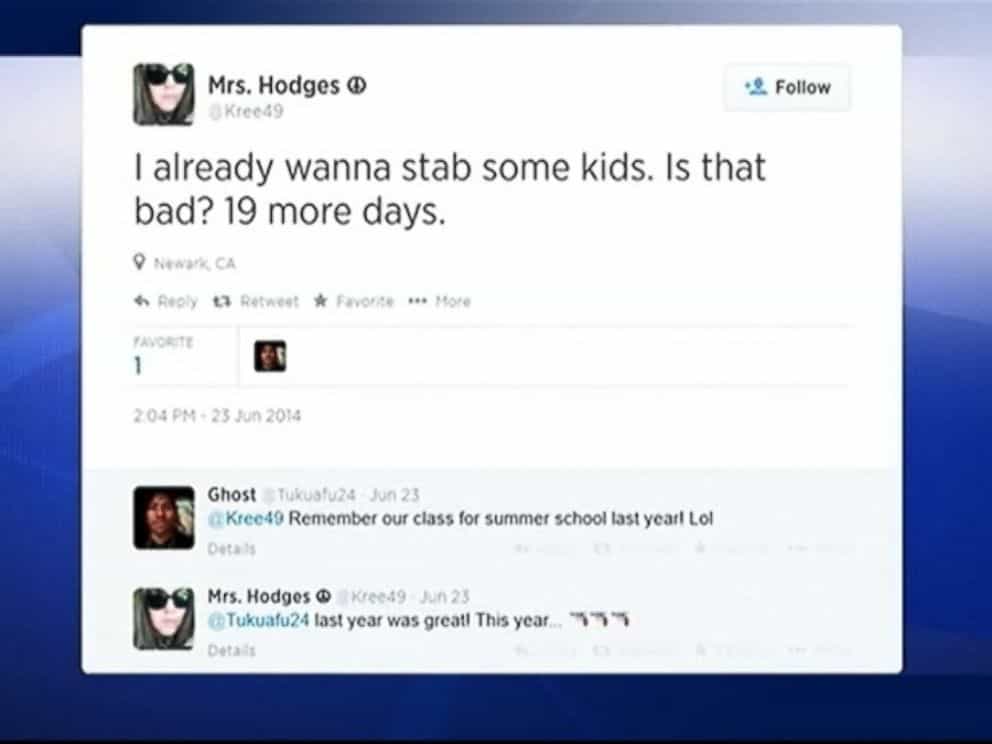 Mrs. Hodges ☮
@Kree49
Follow
I already wanna stab some kids. Is that
bad? 19 more days.
Newark, CA
Reply Retweet Favorite ••• More
FAVORITE
1
2:04 PM - 23 Jun 2014
Ghost @Tukuafu24 · Jun 23
@Kree49 Remember our class for summer school last year! Lol
Details
Mrs. Hodges ☮ @Kree49 · Jun 23
@Tukuafu24 last year was great! This year... 🔫🔫🔫
Details